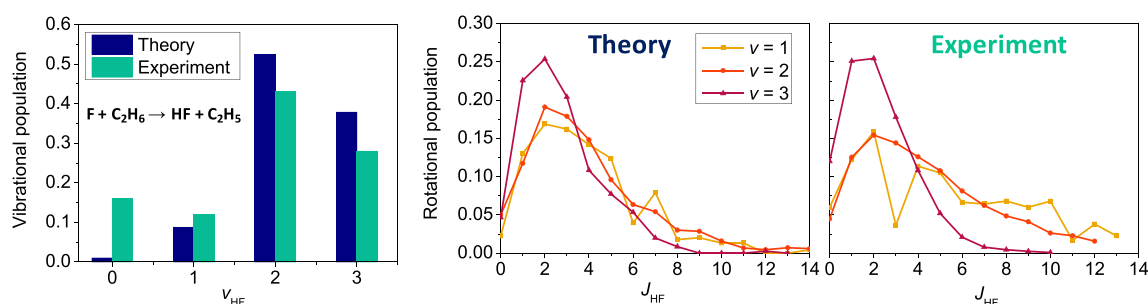 Vibrational population
0.6
0.5
0.4
0.3
0.2
0.1
0.0
Theory
Experiment
F + C₂H₆ → HF + C₂H₅
0 1 2 3
v_HF
Rotational population
0.30
0.25
0.20
0.15
0.10
0.05
0.00
Theory
v = 1
v = 2
v = 3
0 2 4 6 8 10 12 14
J_HF
Experiment
0 2 4 6 8 10 12 14
J_HF